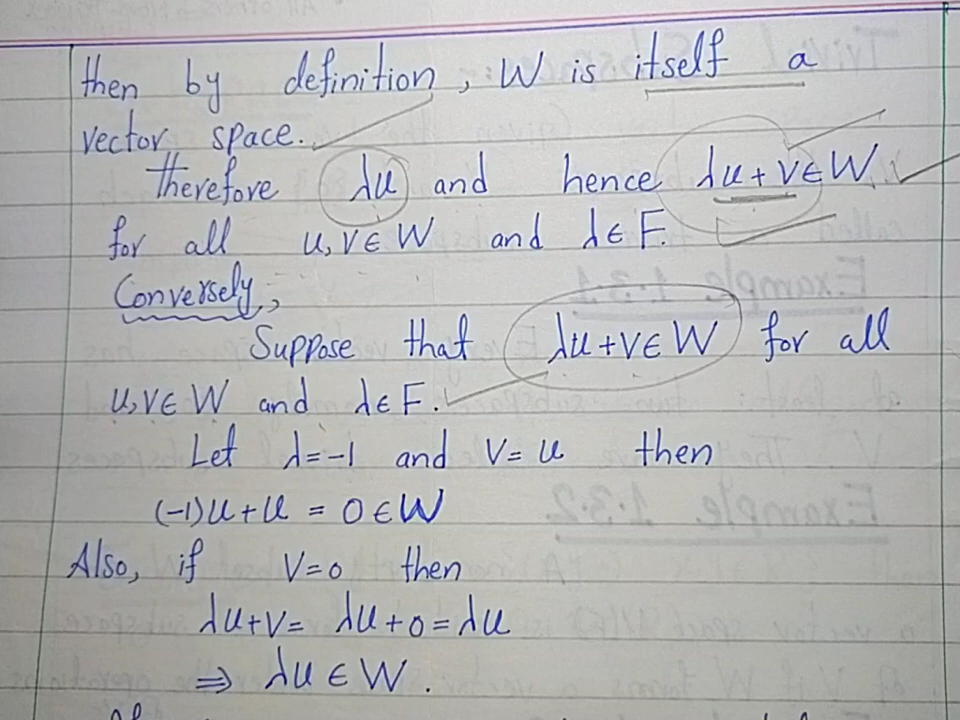 then by definition, W is itself a
vector space.
Therefore λu and hence λu + v ∈ W
for all u, v ∈ W and λ ∈ F.
Conversely,
Suppose that λu + v ∈ W for all
u, v ∈ W and λ ∈ F.
Let λ = -1 and v = u then
(-1)u + u = 0 ∈ W
Also, if v = 0 then
λu + v = λu + 0 = λu
⇒ λu ∈ W.